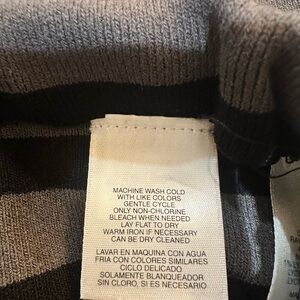 MACHINE WASH COLD
WITH LIKE COLORS
GENTLE CYCLE
ONLY NON-CHLORINE
BLEACH WHEN NEEDED
LAY FLAT TO DRY
WARM IRON IF NECESSARY
CAN BE DRY CLEANED
LAVAR EN MAQUINA CON AGUA
FRIA CON COLORES SIMILARES
CICLO DELICADO
SOLAMENTE BLANQUEADOR
SIN CLORO, SI ES